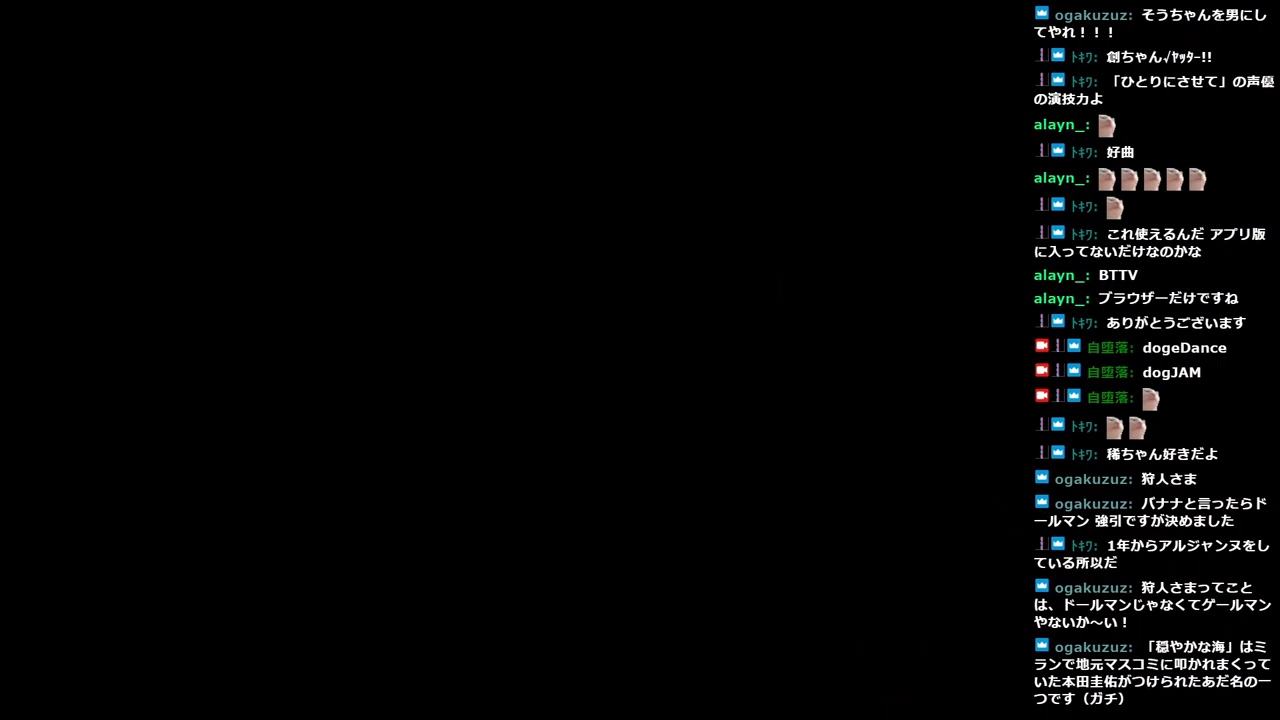 ogakuzuz: そうちゃんを男にし
てやれ！！！
ﾄｷﾜ: 創ちゃん√ﾔｯﾀｰ!!
ﾄｷﾜ: 「ひとりにさせて」の声優
の演技力よ
alayn_:
ﾄｷﾜ: 好曲
alayn_:
ﾄｷﾜ:
ﾄｷﾜ: これ使えるんだ アプリ版
に入ってないだけなのかな
alayn_: BTTV
alayn_: ブラウザーだけですね
ﾄｷﾜ: ありがとうございます
自堕落: dogeDance
自堕落: dogJAM
自堕落:
ﾄｷﾜ:
ﾄｷﾜ: 稀ちゃん好きだよ
ogakuzuz: 狩人さま
ogakuzuz: バナナと言ったらド
ールマン 強引ですが決めました
ﾄｷﾜ: 1年からアルジャンヌをし
ている所以だ
ogakuzuz: 狩人さまってこと
は、ドールマンじゃなくてゲールマン
やないか〜い！
ogakuzuz: 「穏やかな海」はミ
ランで地元マスコミに叩かれまくって
いた本田圭佑がつけられたあだ名の一
つです（ガチ）